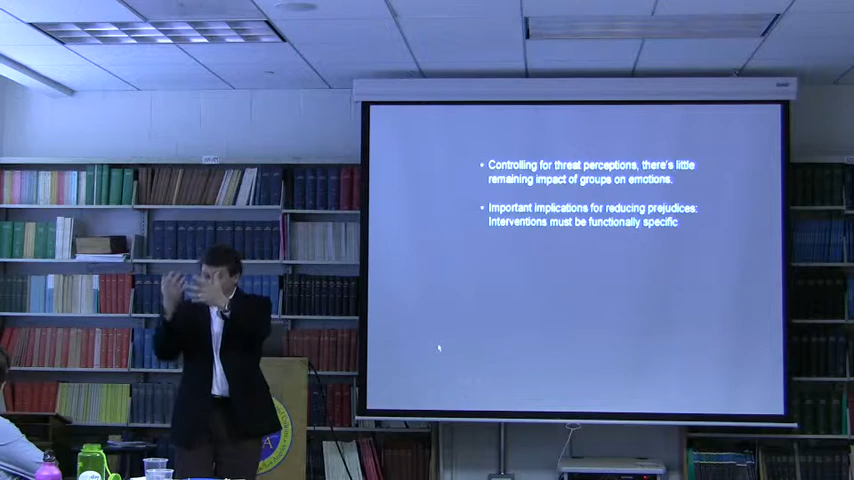 • Controlling for threat perceptions, there's little
remaining impact of groups on emotions.
• Important implications for reducing prejudices:
Interventions must be functionally specific